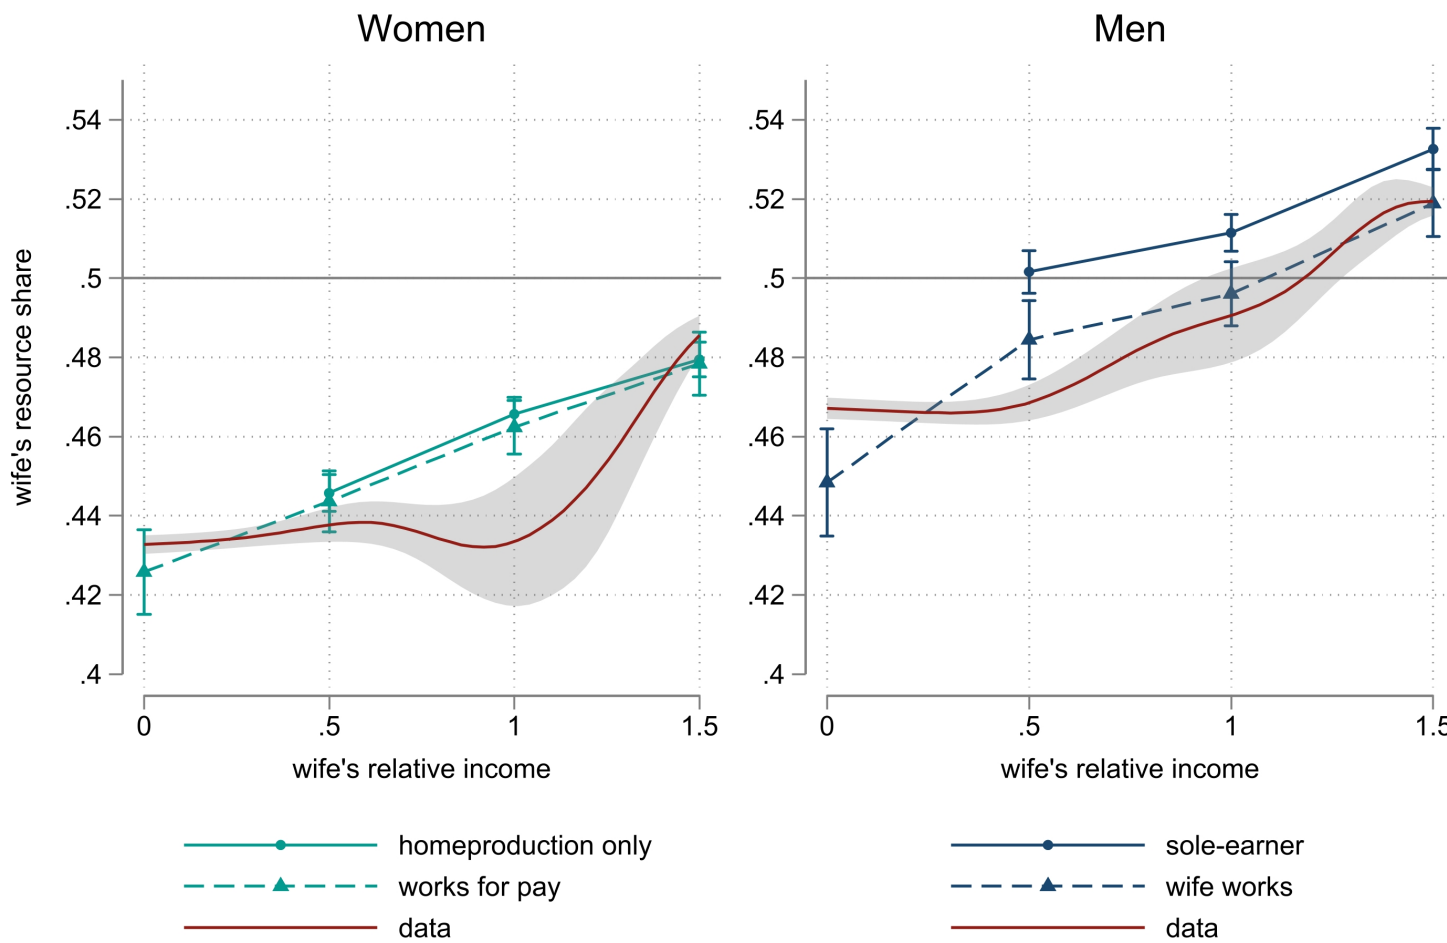 Women
Men
wife's resource share
.54
.52
.5
.48
.46
.44
.42
.4
0
.5
1
1.5
wife's relative income
.54
.52
.5
.48
.46
.44
.42
.4
0
.5
1
1.5
wife's relative income
homeproduction only
works for pay
data
sole-earner
wife works
data